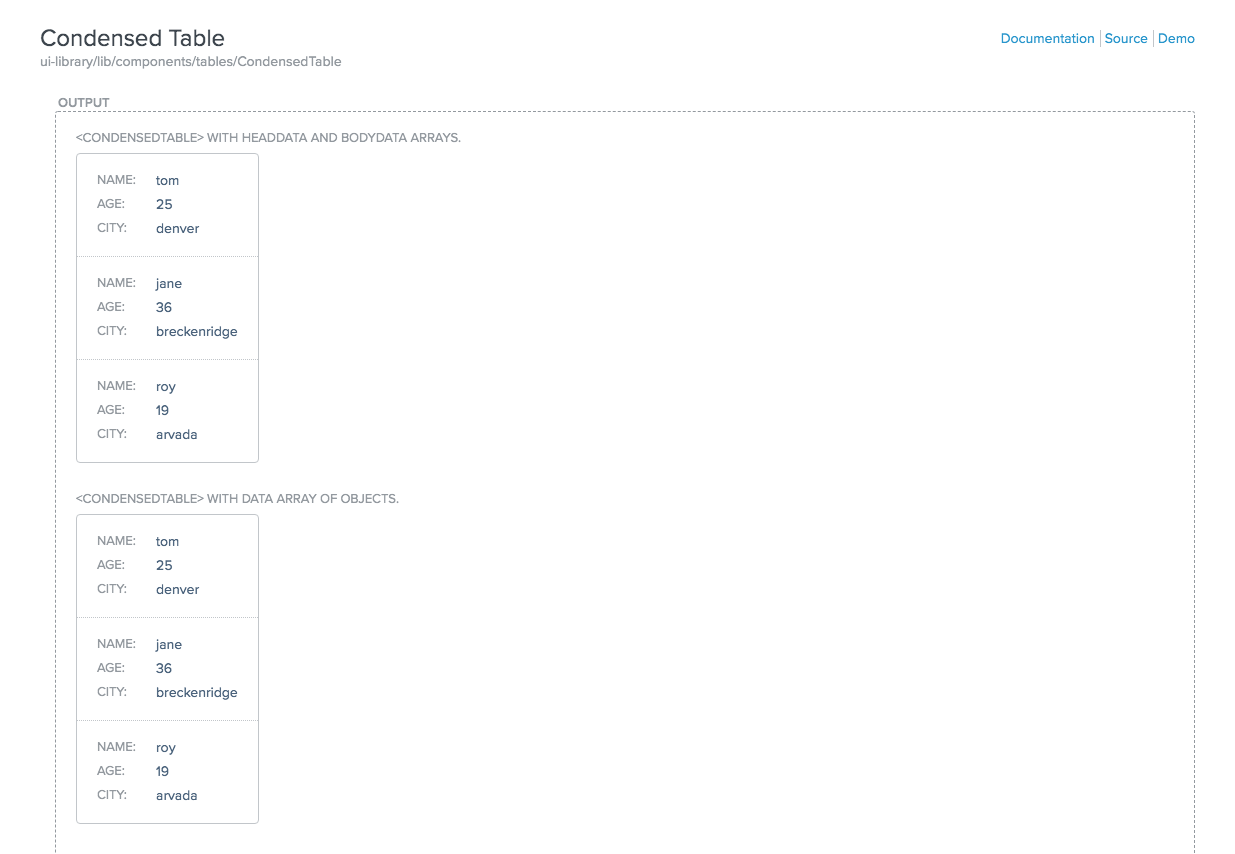 Condensed Table
Documentation | Source | Demo
ui-library/lib/components/tables/CondensedTable
OUTPUT
<CONDENSEDTABLE> WITH HEADDATA AND BODYDATA ARRAYS.
NAME: tom
AGE: 25
CITY: denver
NAME: jane
AGE: 36
CITY: breckenridge
NAME: roy
AGE: 19
CITY: arvada
<CONDENSEDTABLE> WITH DATA ARRAY OF OBJECTS.
NAME: tom
AGE: 25
CITY: denver
NAME: jane
AGE: 36
CITY: breckenridge
NAME: roy
AGE: 19
CITY: arvada